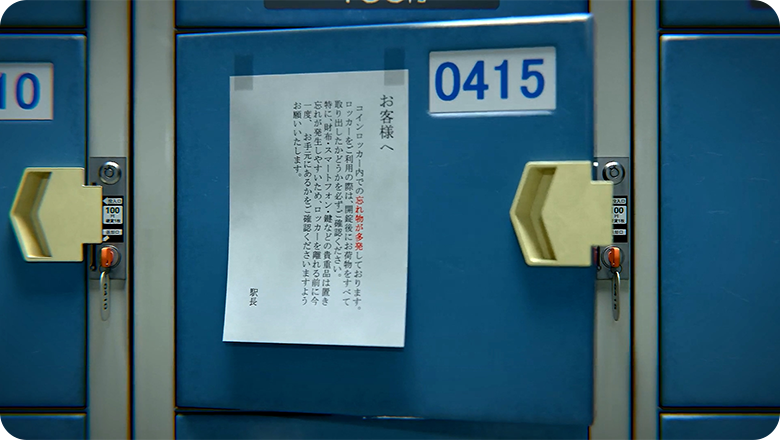 10
0415
お客様へ
コインロッカー内での忘れ物が多発しております。
ロッカーをご利用の際は、開錠後にお荷物をすべて
取り出したかどうかを必ずご確認ください。
特に、財布・スマートフォン・鍵などの貴重品は置き
忘れが発生しやすいため、ロッカーを離れる前に今
一度、お手元にあるかをご確認くださいますよう
お願いいたします。
駅長
100
00
0410